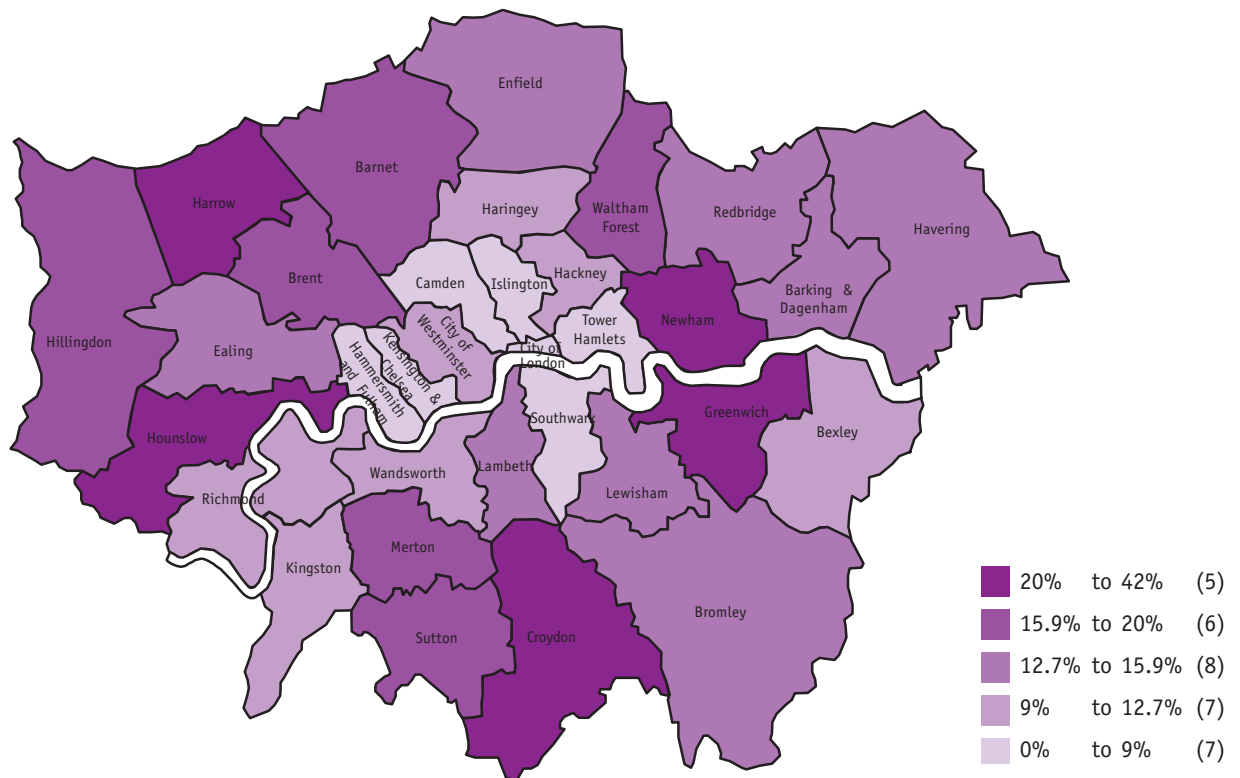 Enfield
Barnet
Harrow
Haringey
Waltham
Forest
Redbridge
Havering
Brent
Camden
Islington
Hackney
Barking &
Dagenham
Hillingdon
Ealing
City of
Westminster
Tower
Hamlets
Newham
Kensington &
Chelsea
Hammersmith
and Fulham
City of
London
Hounslow
Southwark
Greenwich
Bexley
Richmond
Wandsworth
Lambeth
Lewisham
Merton
Kingston
Sutton
Croydon
Bromley
20% to 42% (5)
15.9% to 20% (6)
12.7% to 15.9% (8)
9% to 12.7% (7)
0% to 9% (7)